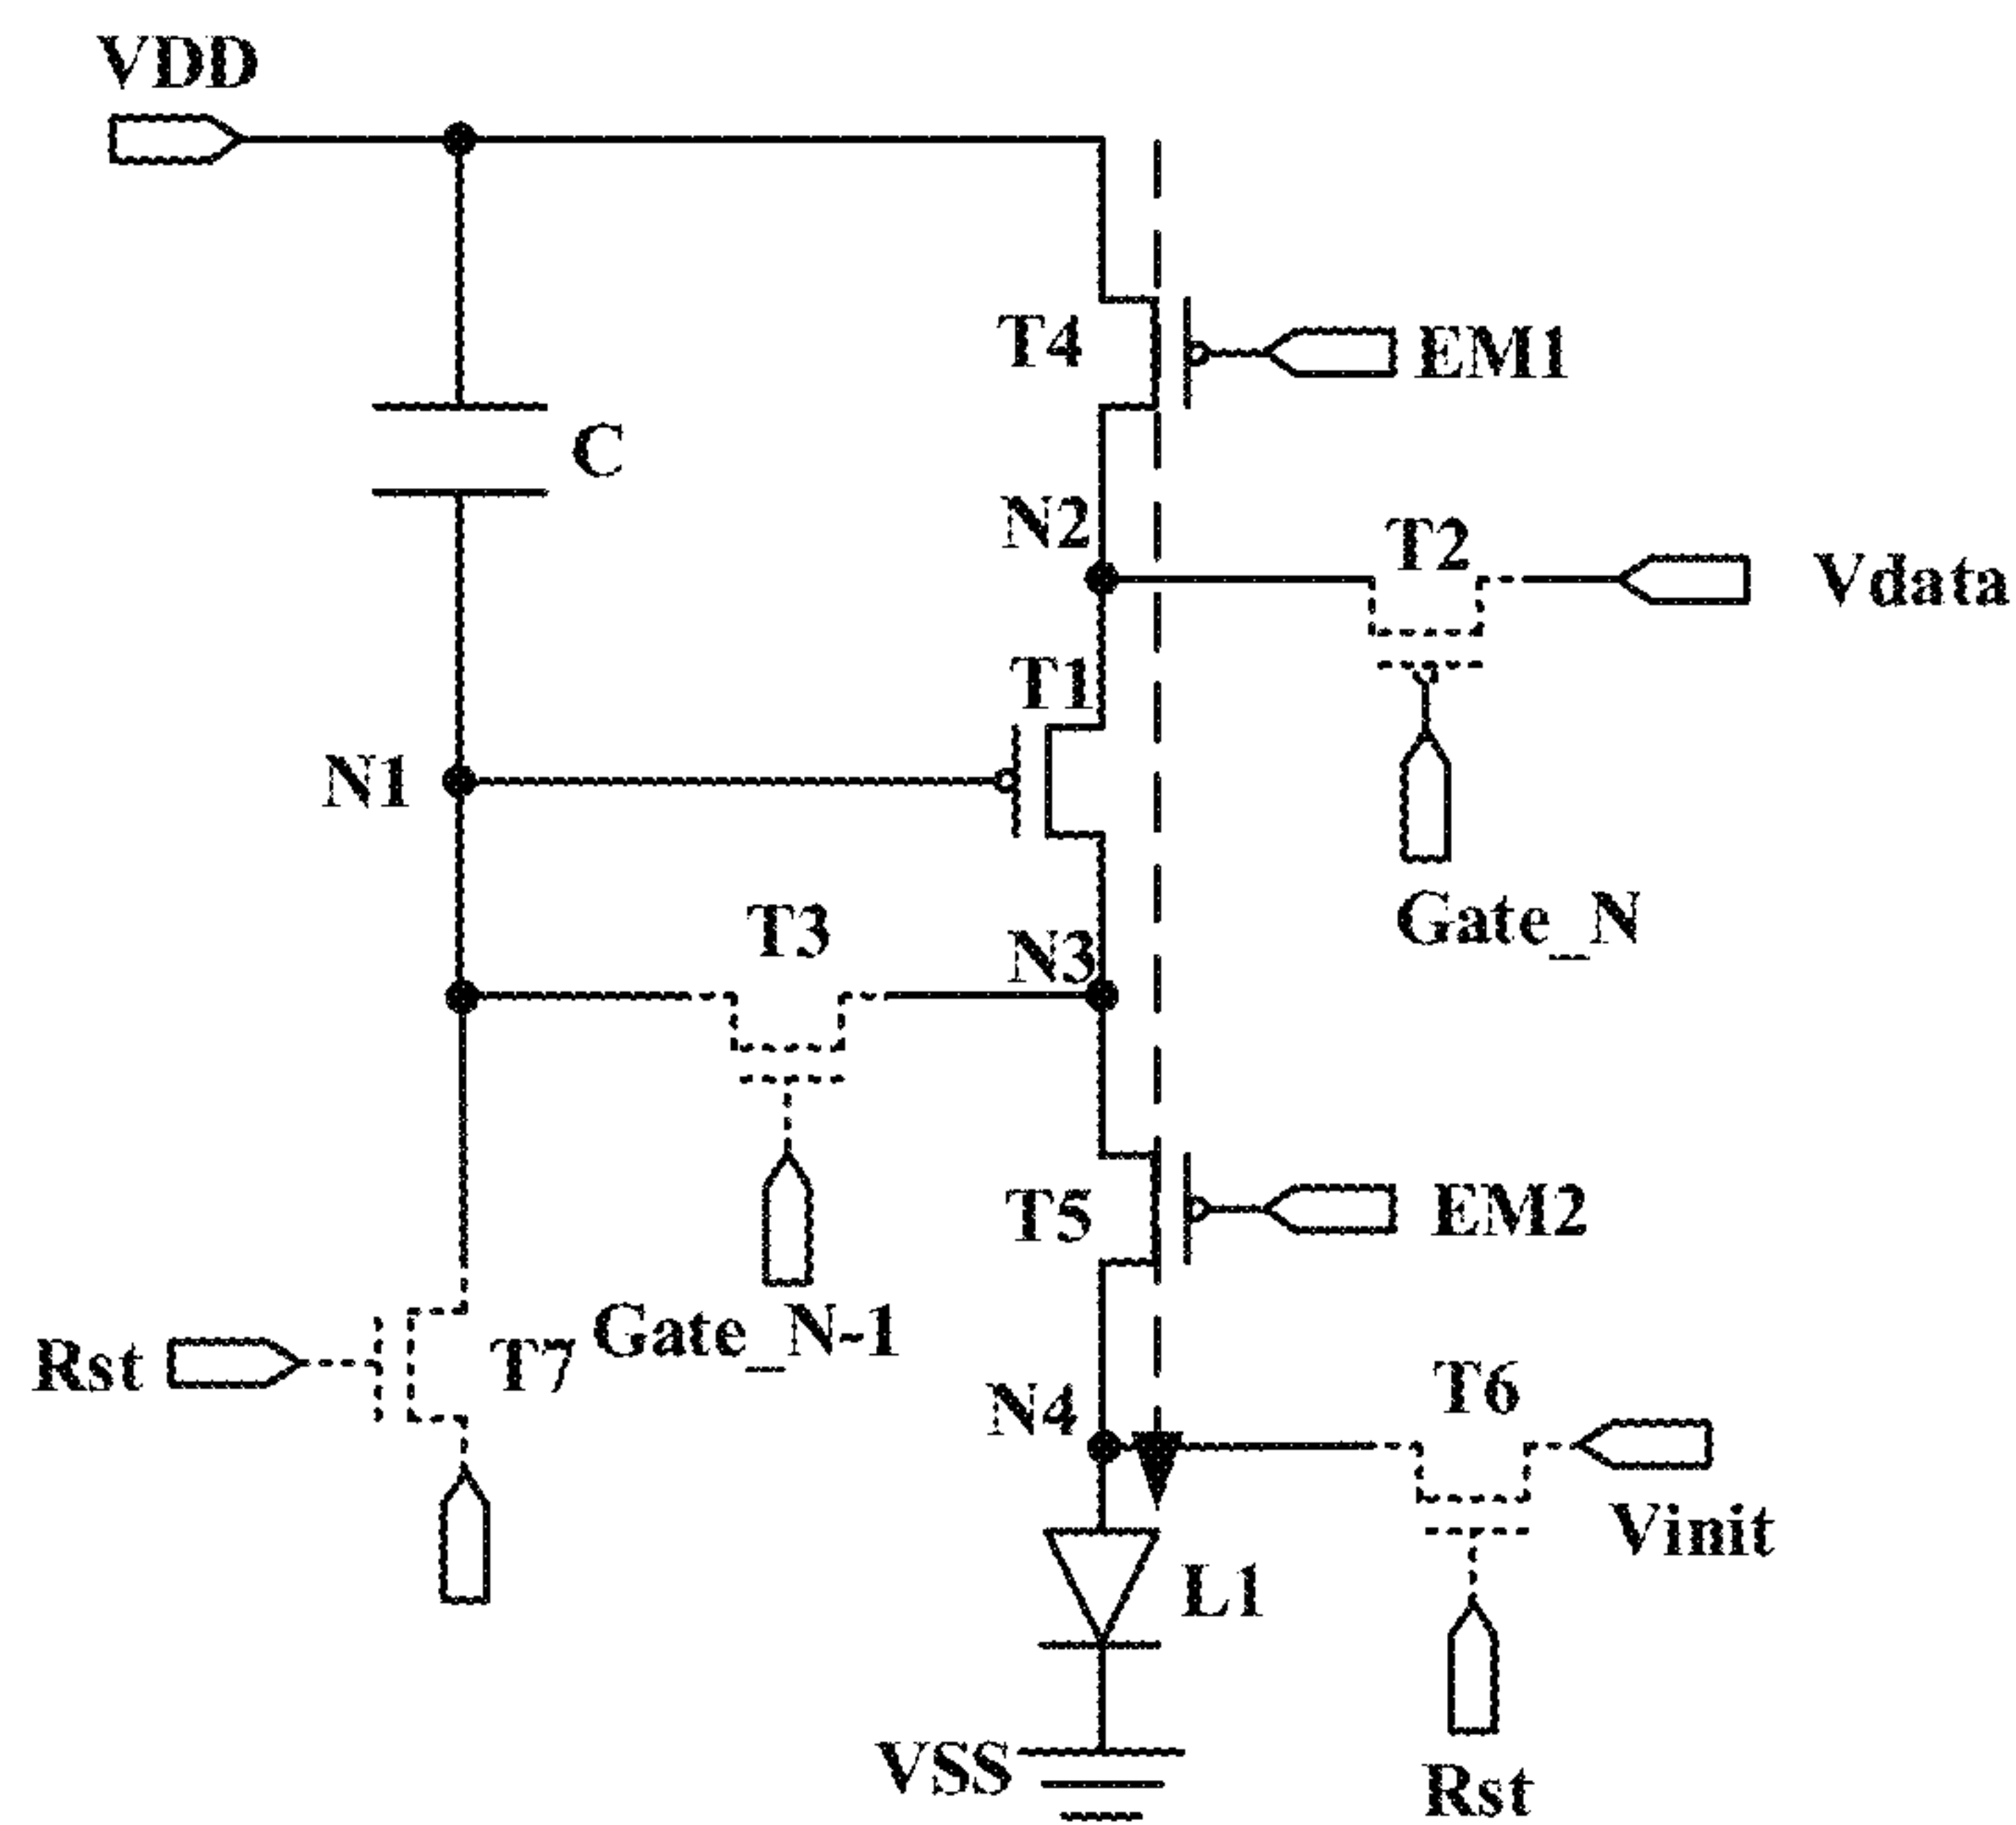 VDD
T4
EM1
C
N2
T2
Vdata
T1
N1
Gate_N
T3
N3
T5
EM2
Gate_N-1
Rst
T7
N4
T6
Vinit
L1
VSS
Rst